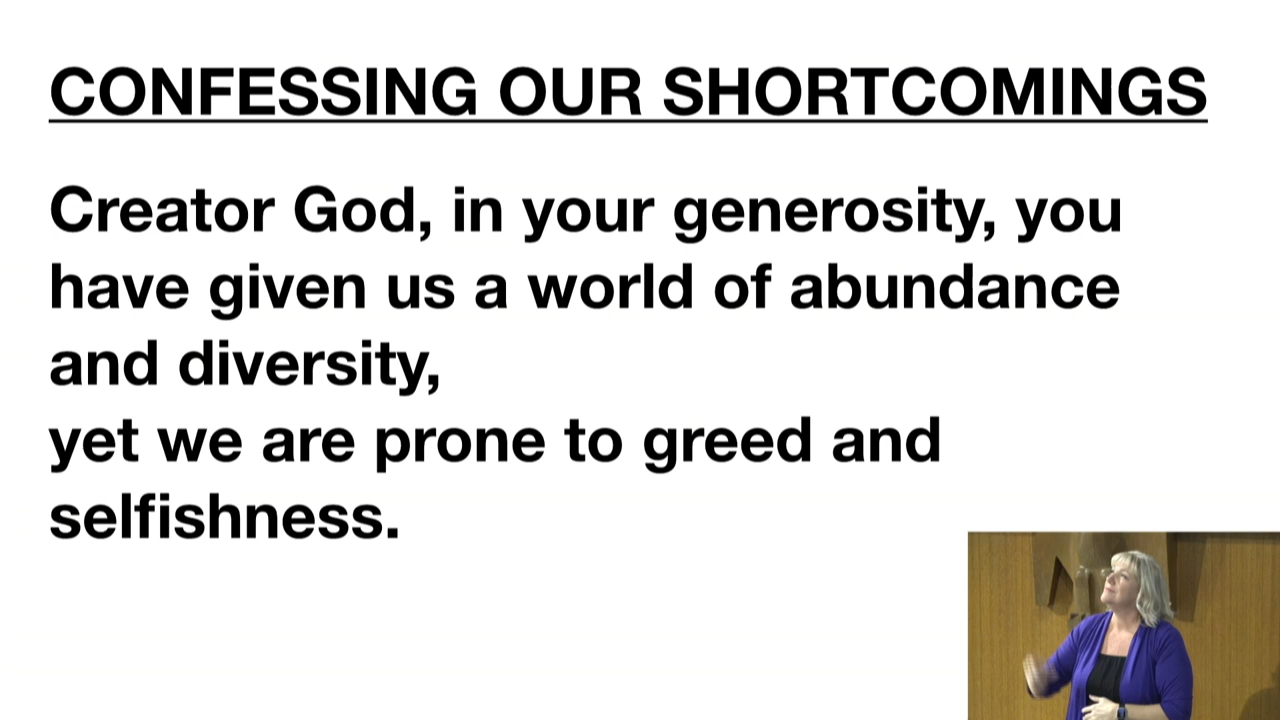 CONFESSING OUR SHORTCOMINGS
Creator God, in your generosity, you
have given us a world of abundance
and diversity,
yet we are prone to greed and
selfishness.